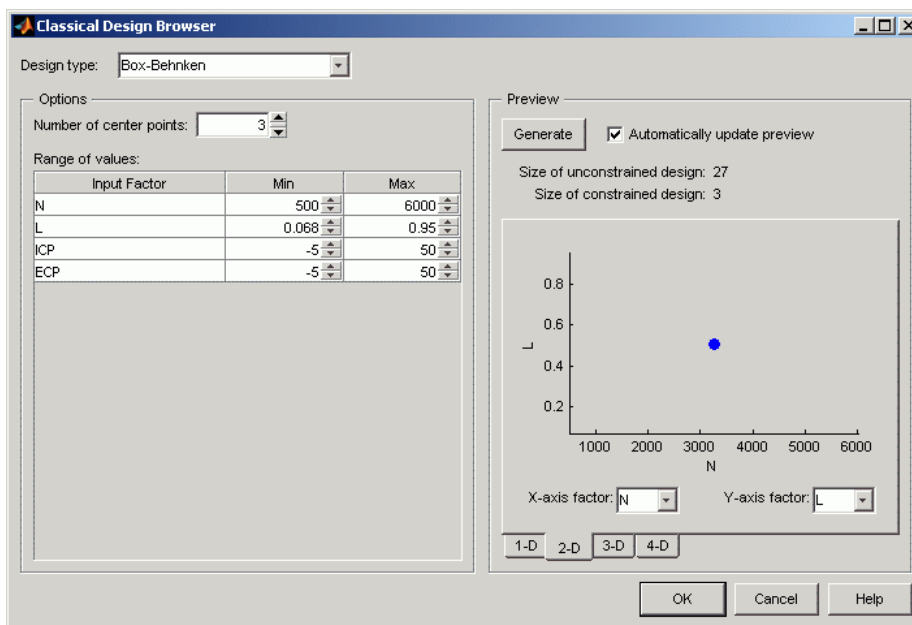 Classical Design Browser
Design type: Box-Behnken
Options
Number of center points: 3
Range of values:
Input Factor Min Max
N 500 6000
L 0.068 0.95
ICP -5 50
ECP -5 50
Preview
Generate Automatically update preview
Size of unconstrained design: 27
Size of constrained design: 3
0.8
0.6
0.4
0.2
L
1000 2000 3000 4000 5000 6000
N
X-axis factor: N Y-axis factor: L
1-D 2-D 3-D 4-D
OK Cancel Help